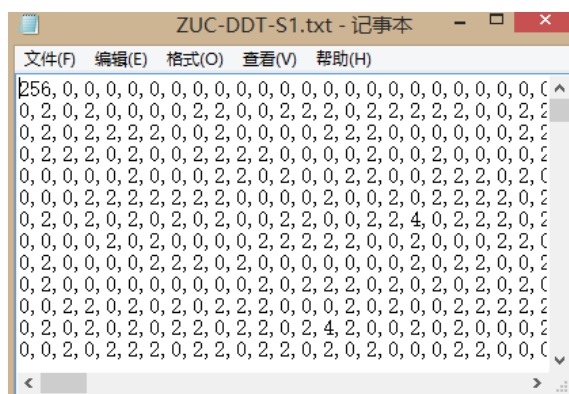 ZUC-DDT-S1.txt - 记事本
文件(F) 编辑(E) 格式(O) 查看(V) 帮助(H)
256, 0, 0, 0, 0, 0, 0, 0, 0, 0, 0, 0, 0, 0, 0, 0, 0, 0, 0, 0, 0, 0, 0, 0, 0, 0, 0,
0, 2, 0, 2, 0, 0, 0, 0, 2, 2, 0, 0, 2, 2, 2, 0, 2, 2, 2, 2, 2, 0, 0, 2, 2
0, 2, 0, 2, 2, 2, 2, 0, 0, 2, 0, 0, 0, 0, 2, 2, 2, 0, 0, 0, 0, 0, 0, 2, 2
0, 2, 2, 2, 0, 2, 0, 0, 2, 2, 2, 2, 0, 0, 0, 0, 2, 0, 0, 2, 0, 0, 0, 0, 2
0, 0, 0, 0, 0, 2, 0, 0, 0, 2, 2, 0, 2, 0, 0, 2, 2, 0, 0, 2, 2, 2, 0, 2, 0
0, 0, 0, 2, 2, 2, 2, 2, 2, 2, 0, 0, 0, 0, 2, 0, 0, 2, 0, 2, 2, 2, 2, 0, 2
0, 2, 0, 2, 0, 2, 0, 2, 0, 2, 0, 0, 2, 2, 0, 0, 2, 2, 4, 0, 2, 2, 2, 0, 2
0, 0, 0, 0, 2, 0, 2, 0, 0, 0, 0, 2, 2, 2, 2, 2, 0, 0, 2, 0, 0, 0, 2, 2,
0, 2, 0, 0, 0, 2, 2, 2, 0, 2, 0, 0, 0, 0, 0, 0, 0, 2, 2, 0, 2, 0, 0, 2
0, 2, 0, 0, 0, 0, 0, 0, 2, 0, 2, 0, 2, 0, 2, 2, 2, 0, 2, 0, 2, 0, 2, 2,
0, 0, 2, 2, 0, 2, 0, 2, 0, 2, 2, 0, 0, 0, 2, 0, 2, 0, 0, 2, 2, 2, 2, 2
0, 2, 0, 2, 0, 2, 0, 2, 2, 0, 2, 2, 0, 2, 4, 2, 0, 0, 2, 0, 2, 0, 0, 0, 2
0, 0, 2, 0, 2, 2, 2, 0, 2, 2, 0, 2, 2, 0, 2, 0, 2, 0, 0, 0, 2, 2, 0, 0,